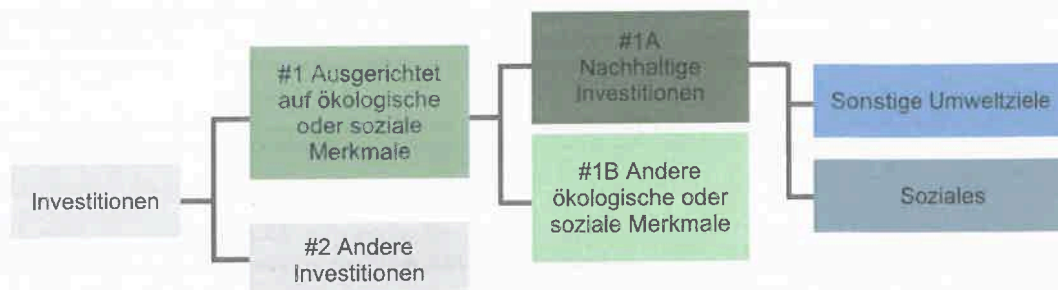 Investitionen
#1 Ausgerichtet
auf ökologische
oder soziale
Merkmale
#2 Andere
Investitionen
#1A
Nachhaltige
Investitionen
#1B Andere
ökologische oder
soziale Merkmale
Sonstige Umweltziele
Soziales